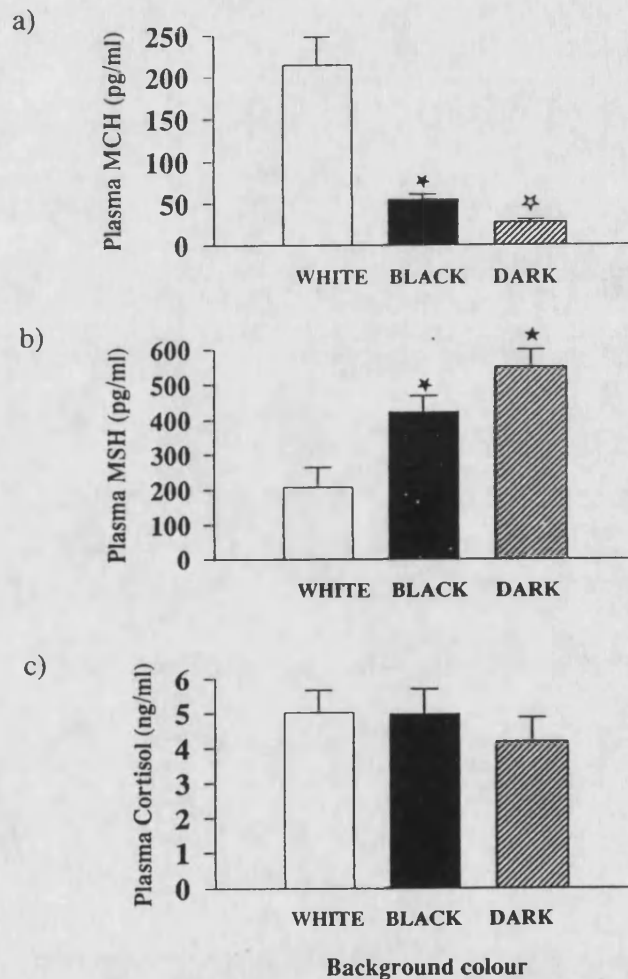 a)
Plasma MCH (pg/ml)
250
200
150
100
50
0
WHITE BLACK DARK
b)
Plasma MSH (pg/ml)
600
500
400
300
200
100
0
WHITE BLACK DARK
c)
Plasma Cortisol (ng/ml)
6
5
4
3
2
1
0
WHITE BLACK DARK
Background colour